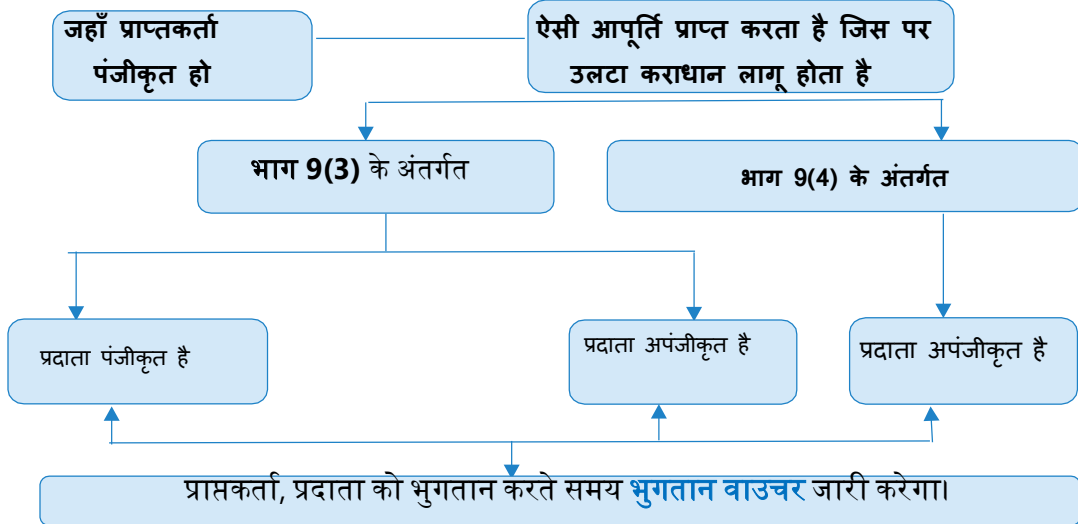 जहाँ प्राप्तकर्ता
पंजीकृत हो
ऐसी आपूर्ति प्राप्त करता है जिस पर
उलटा कराधान लागू होता है
भाग 9(3) के अंतर्गत
भाग 9(4) के अंतर्गत
प्रदाता पंजीकृत है
प्रदाता अपंजीकृत है
प्रदाता अपंजीकृत है
प्राप्तकर्ता, प्रदाता को भुगतान करते समय भुगतान वाउचर जारी करेगा।